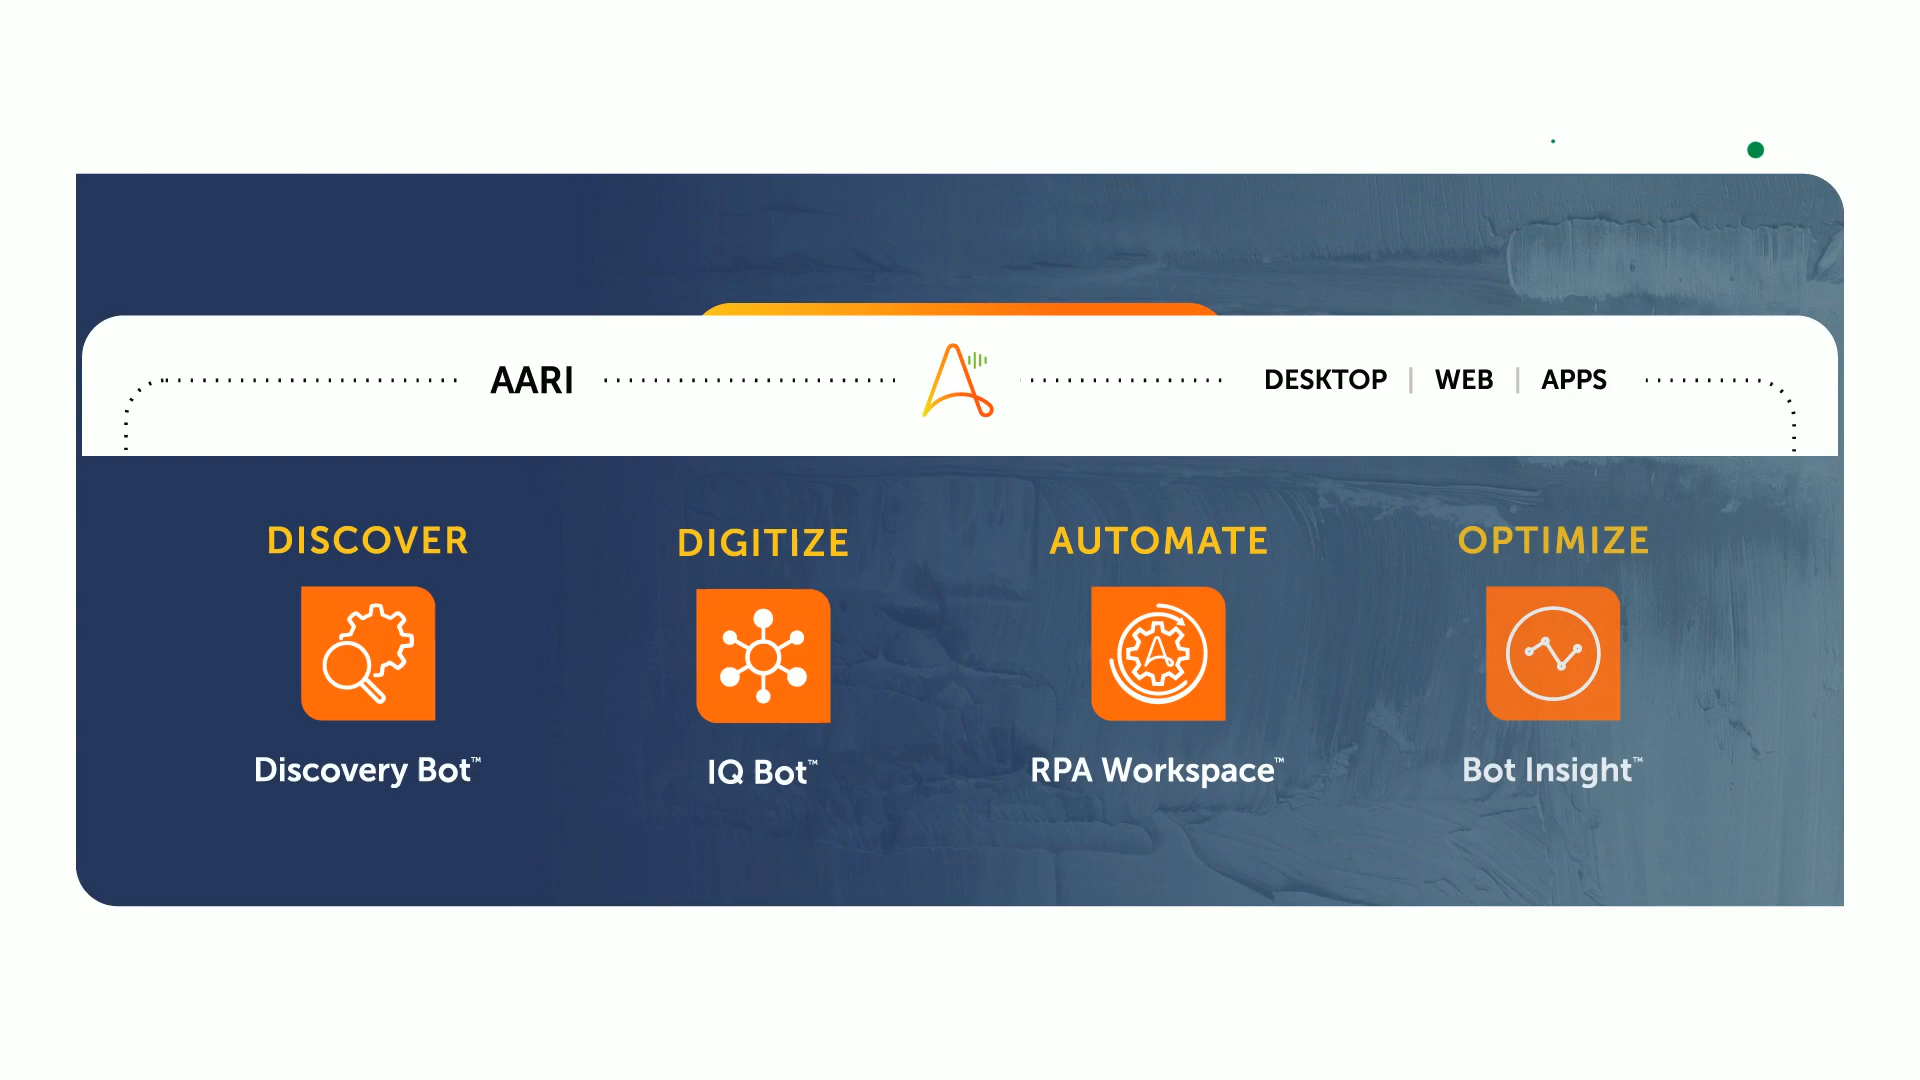 AARI
DESKTOP | WEB | APPS
DISCOVER
DIGITIZE
AUTOMATE
OPTIMIZE
Discovery Bot™
IQ Bot™
RPA Workspace™
Bot Insight™